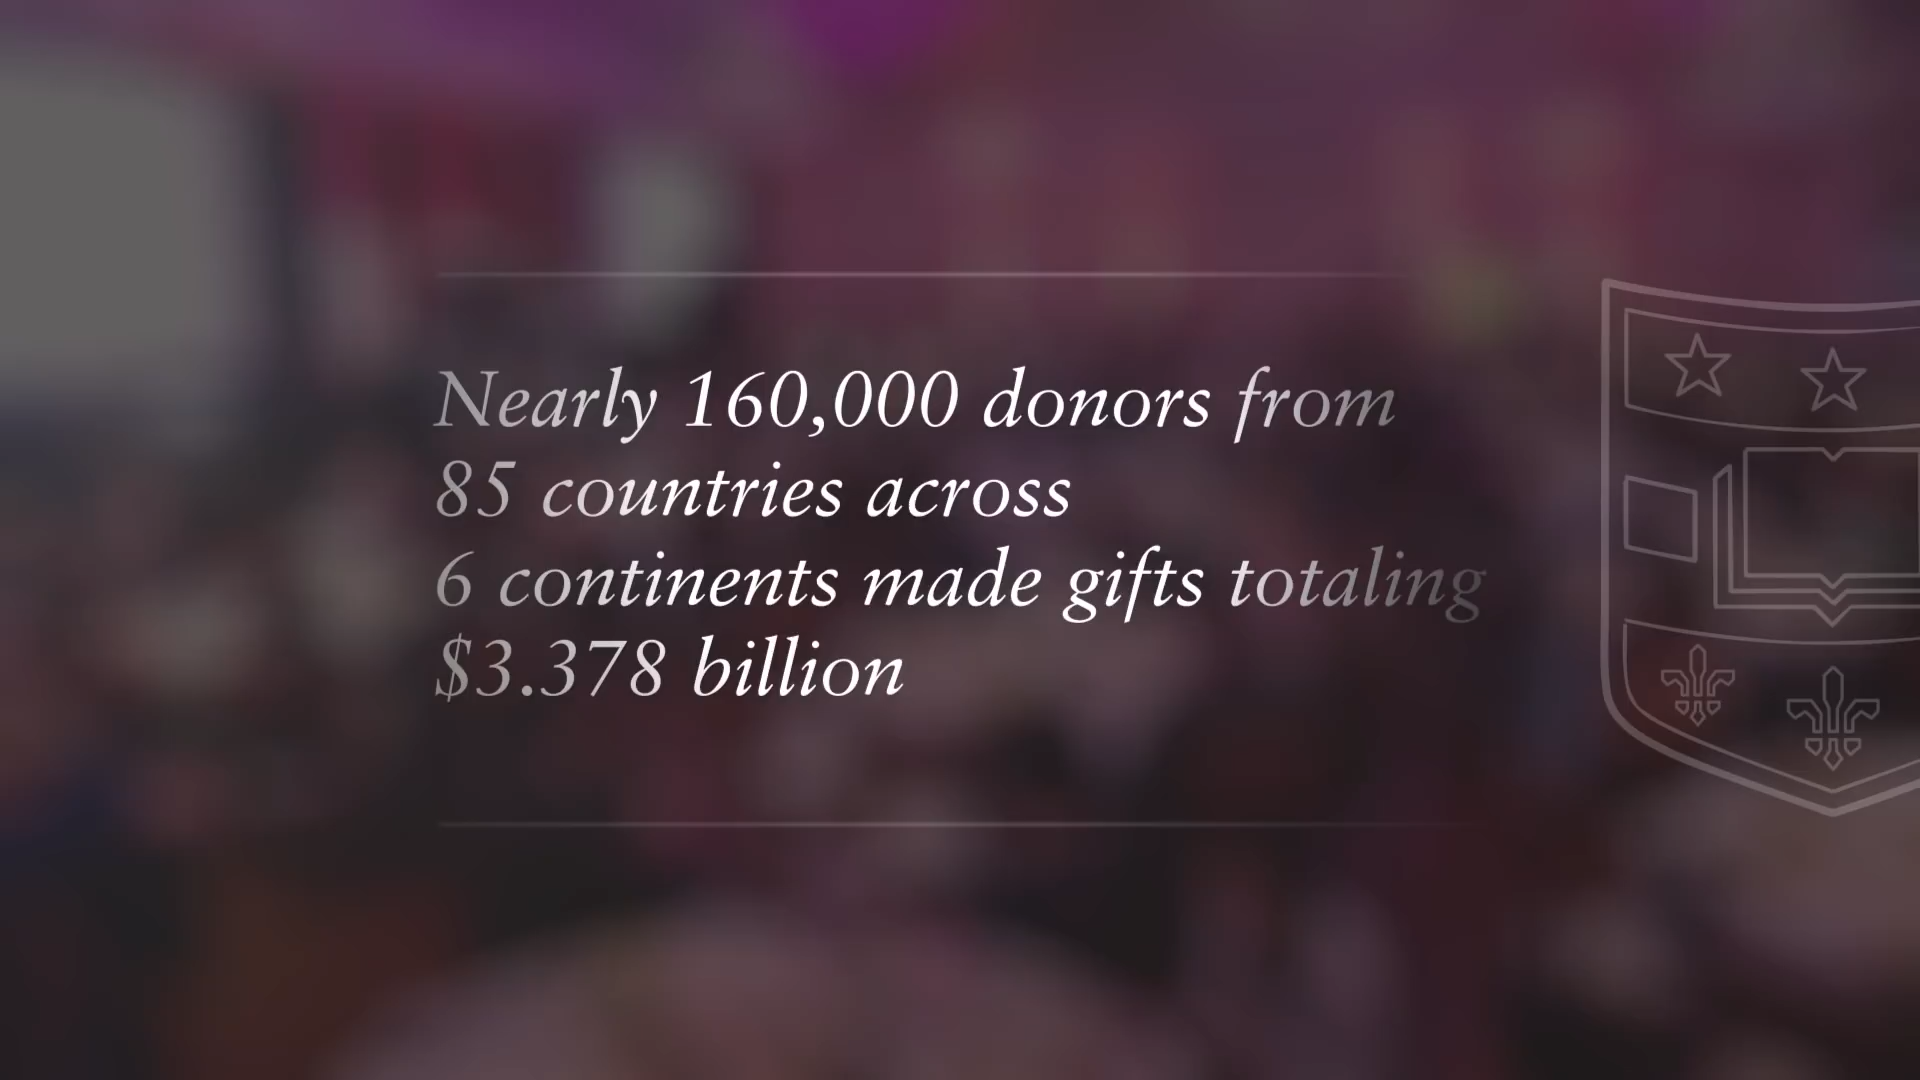 Nearly 160,000 donors from
85 countries across
6 continents made gifts totaling
$3.378 billion